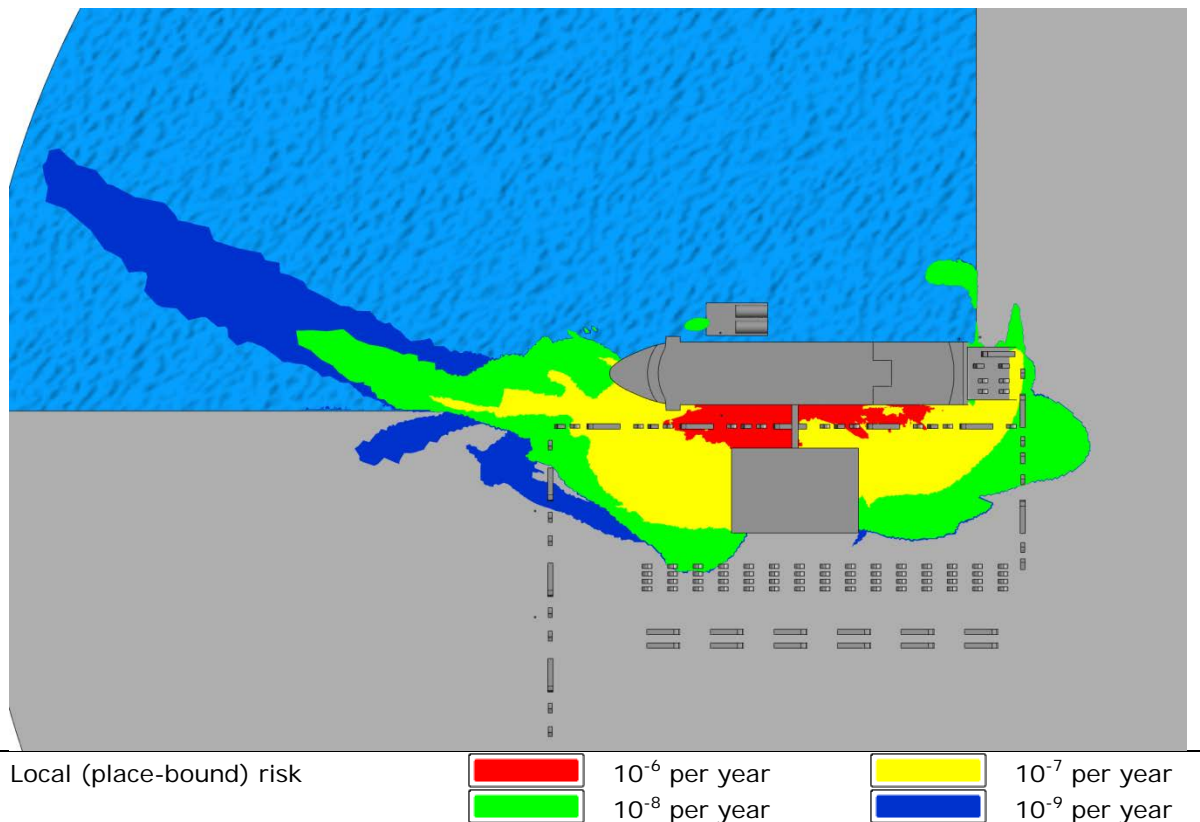 Local (place-bound) risk 10⁻⁶ per year 10⁻⁷ per year
10⁻⁸ per year 10⁻⁹ per year